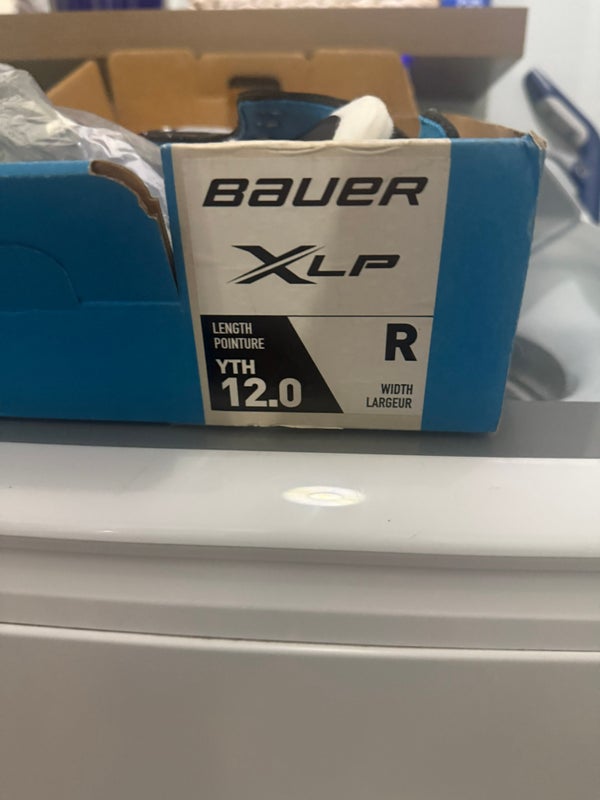 BAUER
XLP
LENGTH
POINTURE
YTH
12.0
R
WIDTH
LARGEUR